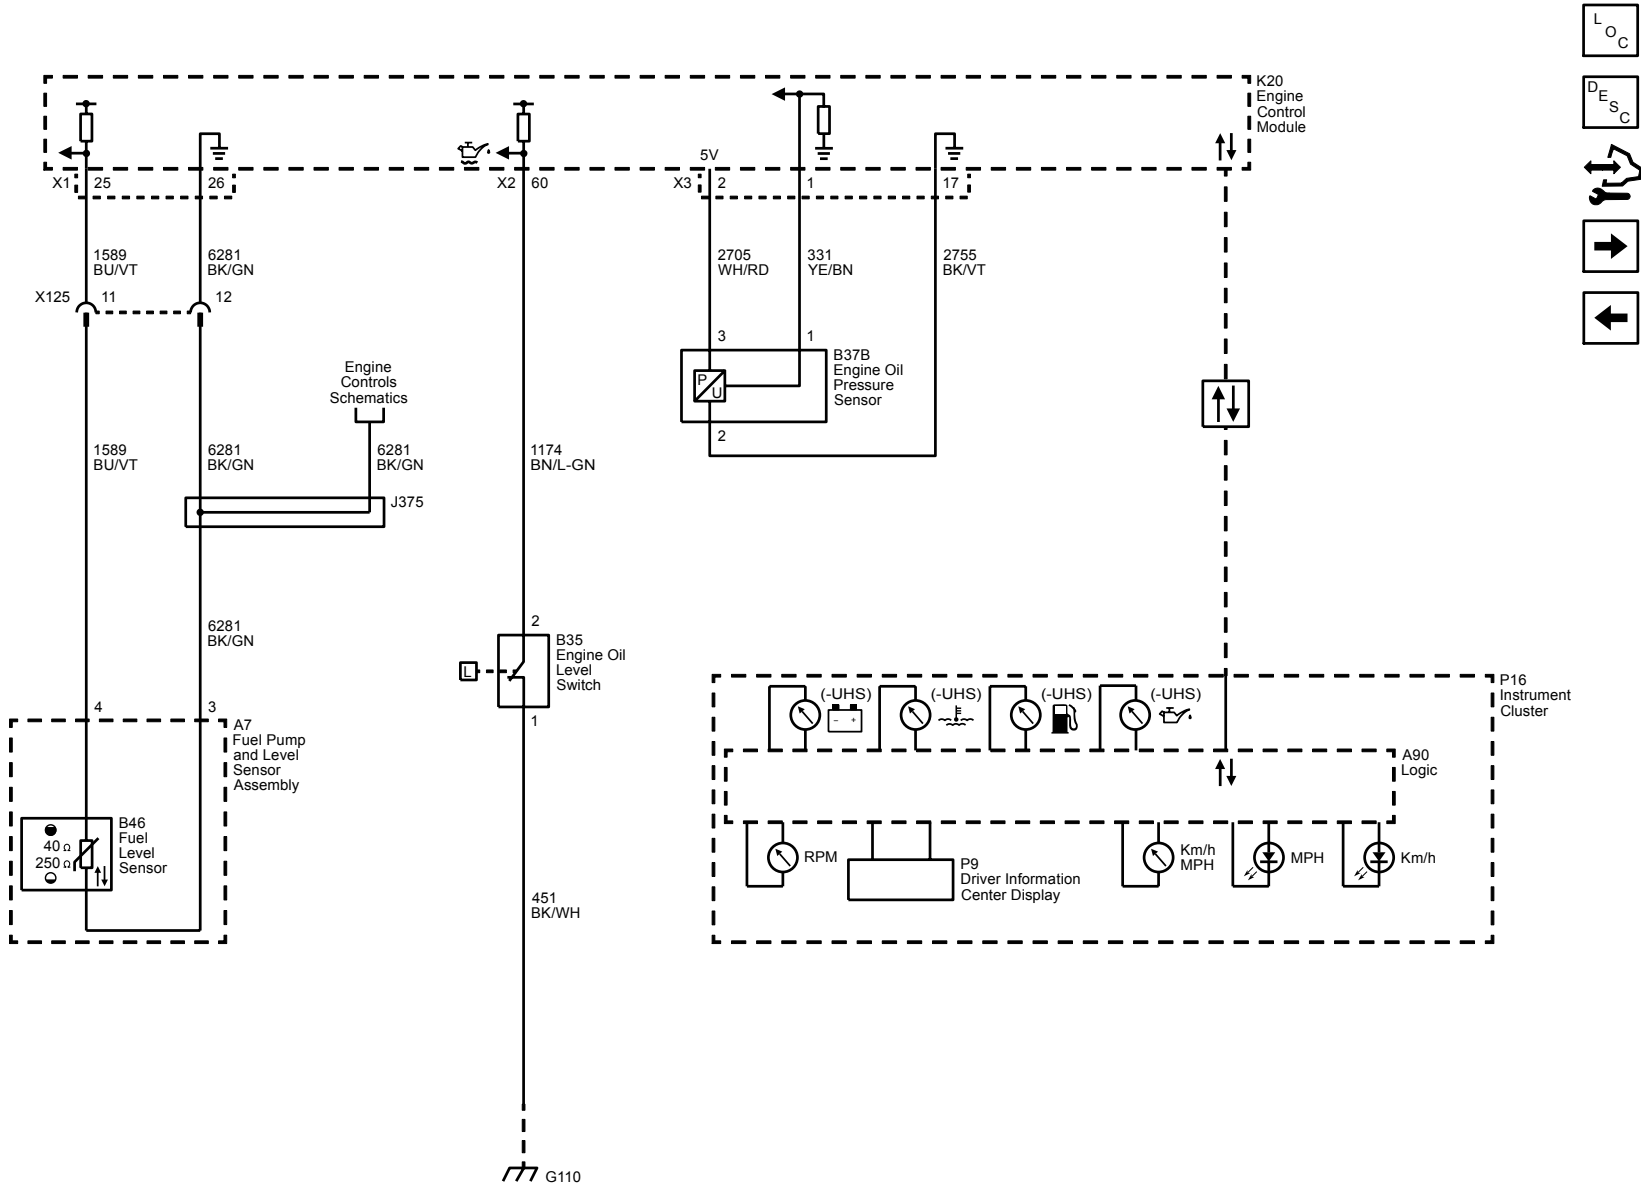 L
O
C
D
E
S
C
K20
Engine
Control
Module
5V
X1 25 26
X2 60
X3 2 1 17
1589
BU/VT
6281
BK/GN
2705
WH/RD
331
YE/BN
2755
BK/VT
X125 11 12
3 1
B37B
Engine Oil
Pressure
Sensor
P
U
2
Engine
Controls
Schematics
1589
BU/VT
6281
BK/GN
6281
BK/GN
1174
BN/L-GN
J375
6281
BK/GN
2
B35
Engine Oil
Level
Switch
L
1
4 3
A7
Fuel Pump
and Level
Sensor
Assembly
B46
Fuel
Level
Sensor
40 Ω
250 Ω
451
BK/WH
G110
P16
Instrument
Cluster
(-UHS) (-UHS) (-UHS) (-UHS)
- +
A90
Logic
RPM
P9
Driver Information
Center Display
Km/h
MPH
MPH
Km/h